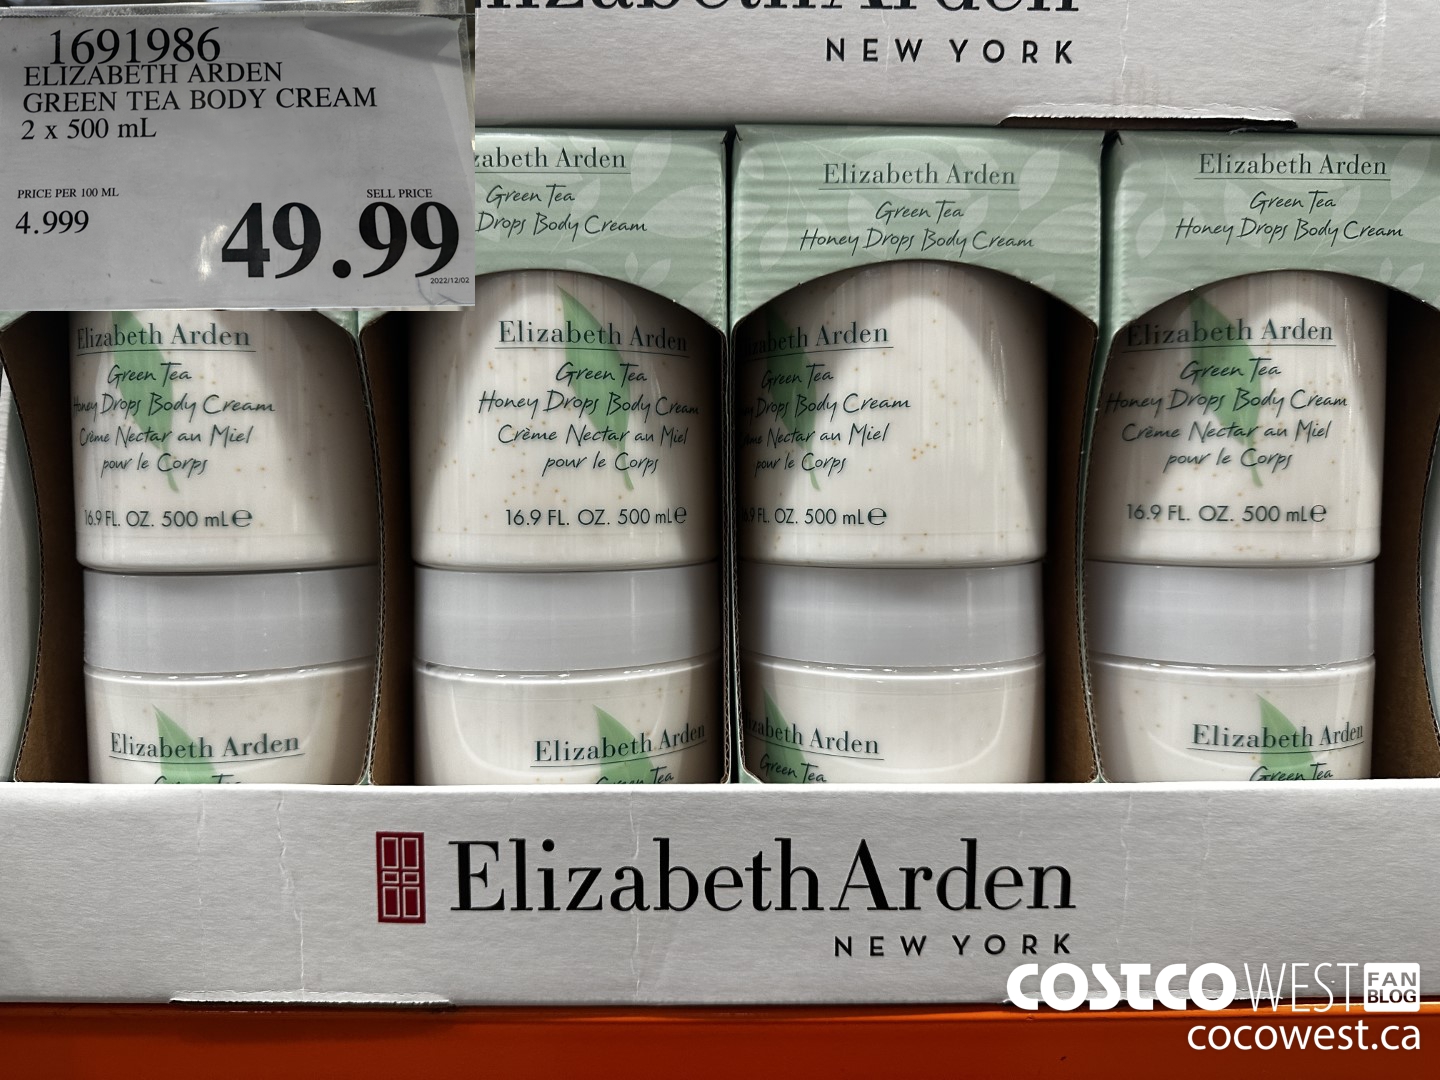 Elizabeth Arden
NEW YORK
1691986
ELIZABETH ARDEN
GREEN TEA BODY CREAM
2 x 500 mL
PRICE PER 100 ML
4.999
SELL PRICE
49.99
2022/12/02
Elizabeth Arden
Green Tea
Drops Body Cream
Elizabeth Arden
Green Tea
Honey Drops Body Cream
Elizabeth Arden
Green Tea
Honey Drops Body Cream
Elizabeth Arden
Green Tea
Honey Drops Body Cream
Crème Nectar au Miel
pour le Corps
16.9 FL. OZ. 500 mL℮
Elizabeth Arden
Green Tea
Honey Drops Body Cream
Crème Nectar au Miel
pour le Corps
16.9 FL. OZ. 500 mL℮
Elizabeth Arden
Green Tea
Honey Drops Body Cream
Crème Nectar au Miel
pour le Corps
16.9 FL. OZ. 500 mL℮
Elizabeth Arden
Green Tea
Honey Drops Body Cream
Crème Nectar au Miel
pour le Corps
16.9 FL. OZ. 500 mL℮
Elizabeth Arden
Green Tea
Elizabeth Arden
Green Tea
Elizabeth Arden
Green Tea
Elizabeth Arden
Green Tea
Elizabeth Arden
NEW YORK
COSTCO WEST FAN BLOG
cocowest.ca